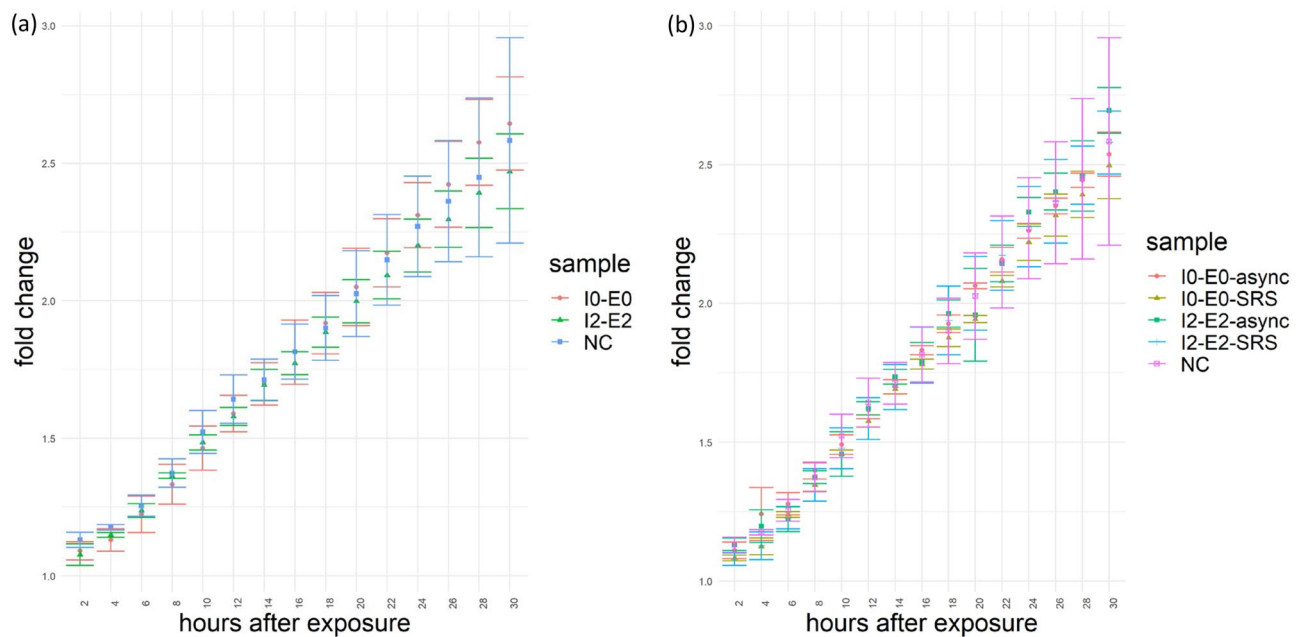 (a)
fold change
3.0
2.5
2.0
1.5
1.0
2 4 6 8 10 12 14 16 18 20 22 24 26 28 30
hours after exposure
sample
I0-E0
I2-E2
NC
(b)
fold change
3.0
2.5
2.0
1.5
1.0
2 4 6 8 10 12 14 16 18 20 22 24 26 28 30
hours after exposure
sample
I0-E0-async
I0-E0-SRS
I2-E2-async
I2-E2-SRS
NC